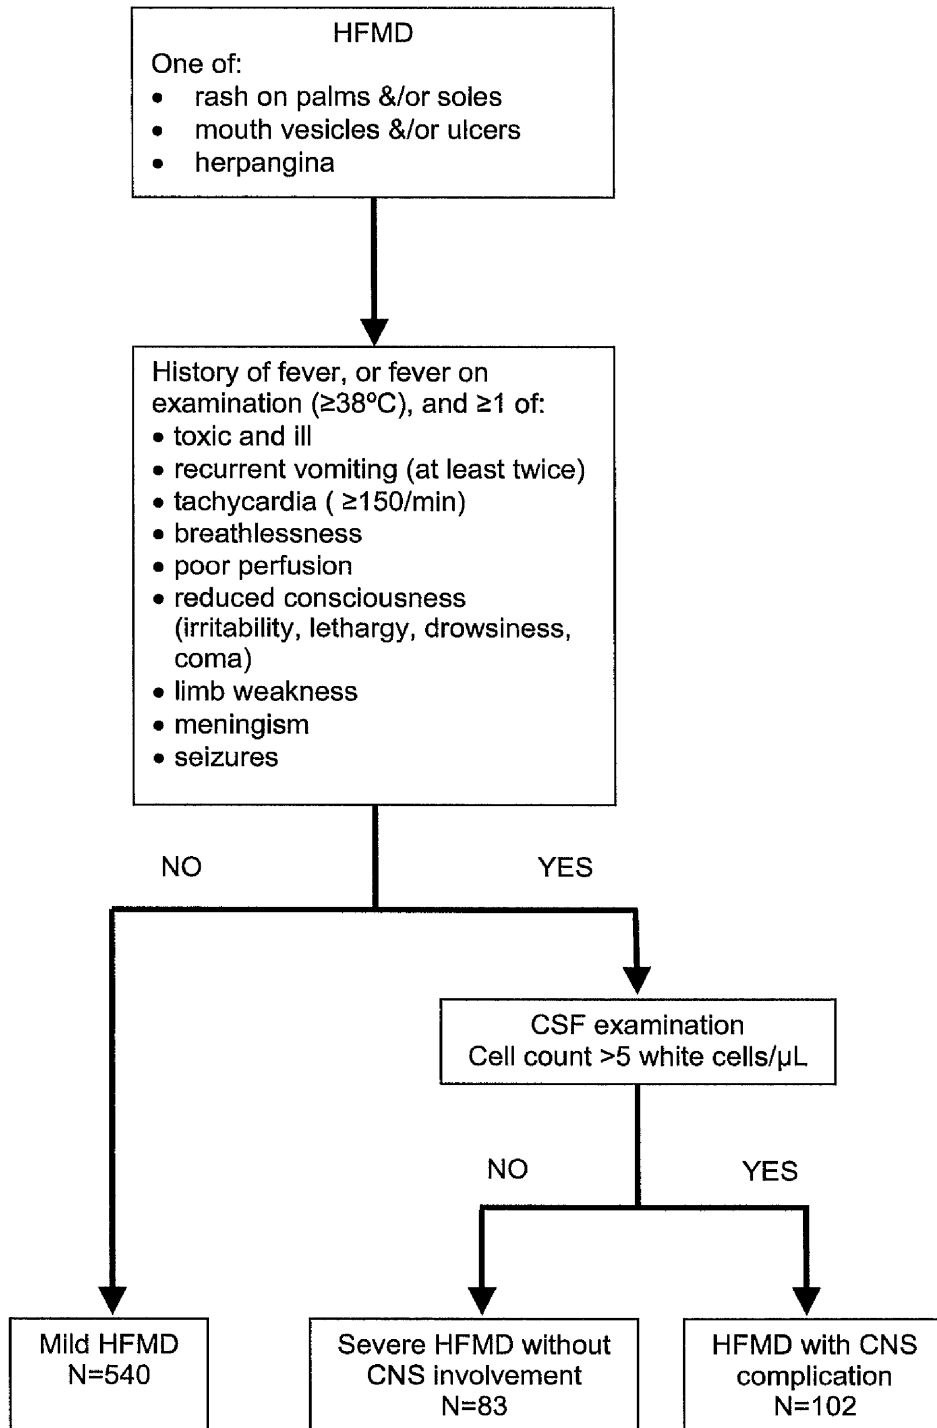 HFMD
One of:
• rash on palms &/or soles
• mouth vesicles &/or ulcers
• herpangina
History of fever, or fever on
examination (≥38ºC), and ≥1 of:
• toxic and ill
• recurrent vomiting (at least twice)
• tachycardia ( ≥150/min)
• breathlessness
• poor perfusion
• reduced consciousness
(irritability, lethargy, drowsiness,
coma)
• limb weakness
• meningism
• seizures
NO
YES
CSF examination
Cell count >5 white cells/µL
NO
YES
Mild HFMD
N=540
Severe HFMD without
CNS involvement
N=83
HFMD with CNS
complication
N=102